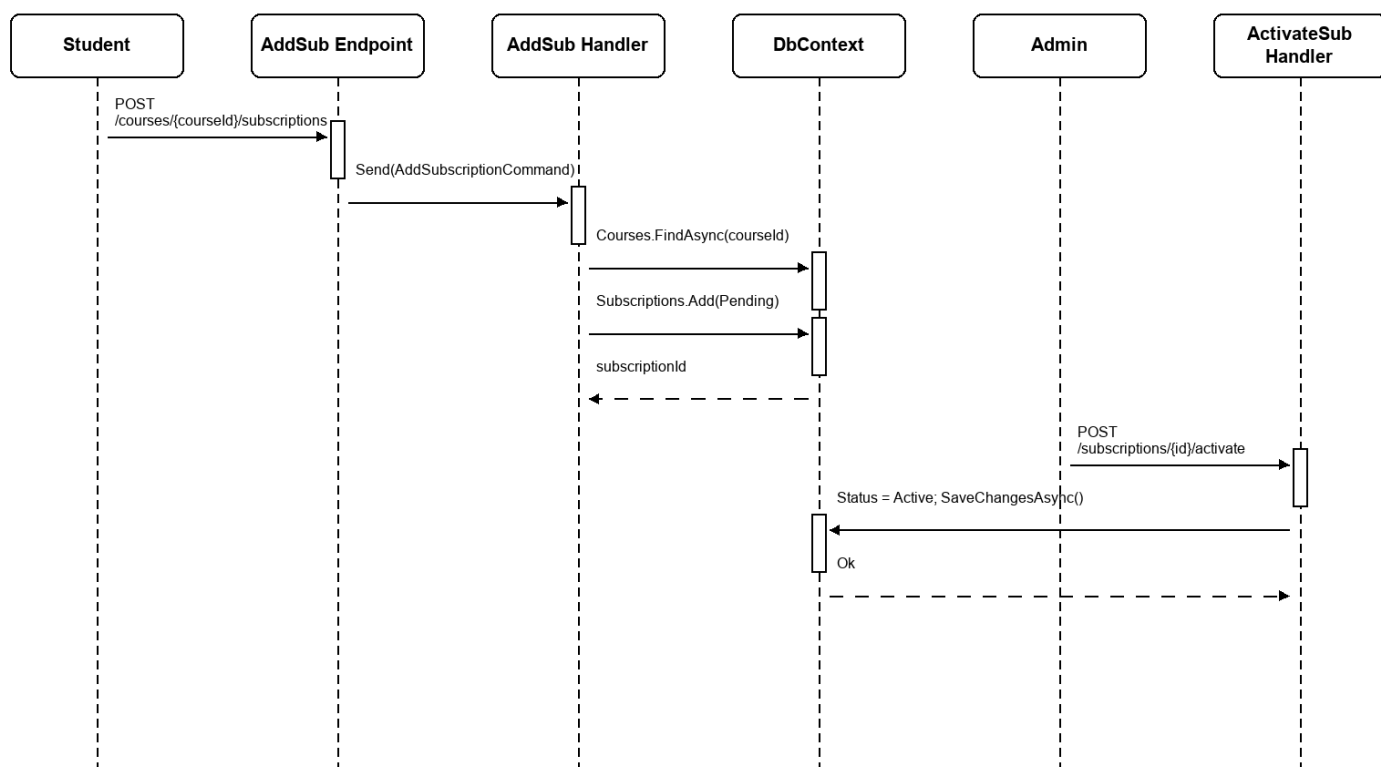 Student
AddSub Endpoint
AddSub Handler
DbContext
Admin
ActivateSub
Handler
POST
/courses/{courseId}/subscriptions
Send(AddSubscriptionCommand)
Courses.FindAsync(courseId)
Subscriptions.Add(Pending)
subscriptionId
POST
/subscriptions/{id}/activate
Status = Active; SaveChangesAsync()
Ok